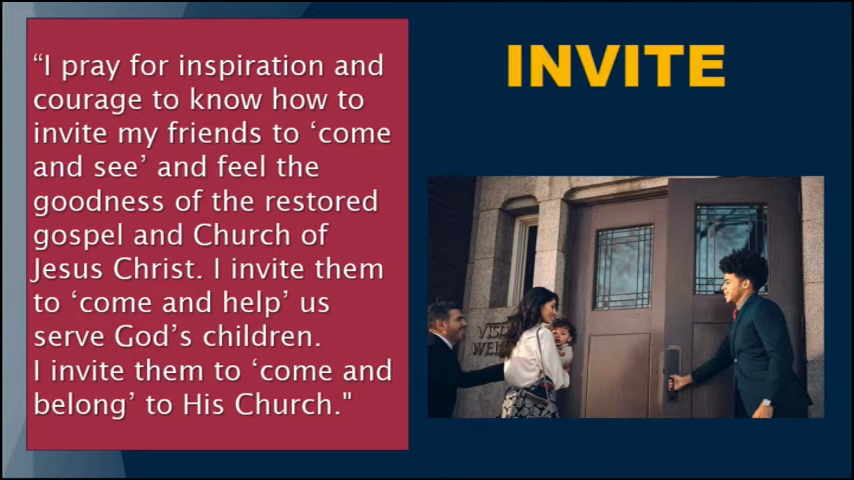 “I pray for inspiration and
courage to know how to
invite my friends to ‘come
and see’ and feel the
goodness of the restored
gospel and Church of
Jesus Christ. I invite them
to ‘come and help’ us
serve God’s children.
I invite them to ‘come and
belong’ to His Church."
INVITE